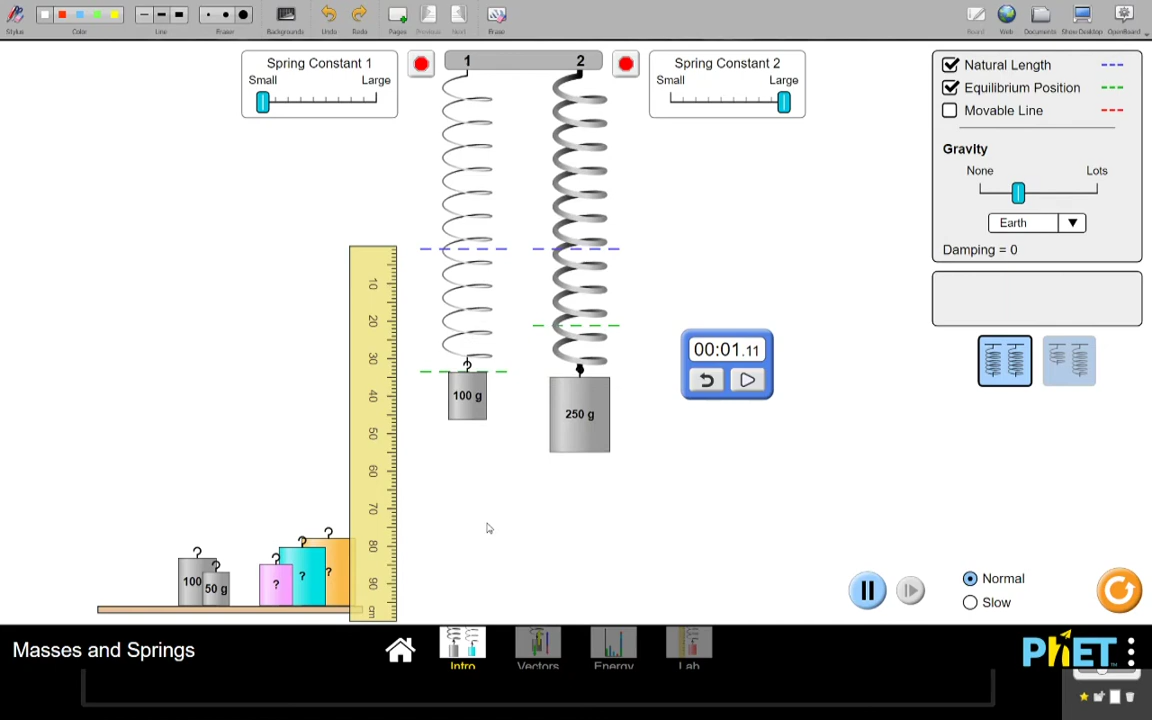 Stylus
Color
Line
Eraser
Backgrounds
Undo
Redo
Pages
Previous
Next
Erase
Board
Web
Documents
Show Desktop
OpenBoard
Spring Constant 1
Small
Large
1
2
Spring Constant 2
Small
Large
Natural Length
Equilibrium Position
Movable Line
Gravity
None
Lots
Earth
Damping = 0
10
20
30
40
50
60
70
80
90
cm
100 g
250 g
00:01.11
100
50 g
?
?
?
Normal
Slow
Masses and Springs
Intro
Vectors
Energy
Lab
PhET